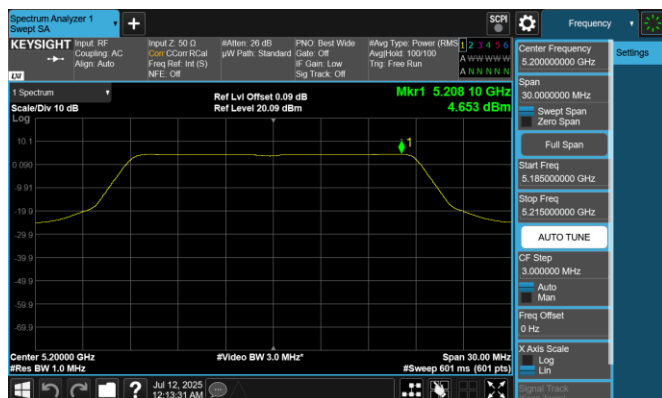 Spectrum Analyzer 1
Swept SA
SCPI
Frequency
KEYSIGHT
Input: RF
Coupling: AC
Align: Auto
Input Z: 50 Ω
Corr CCorr RCal
Freq Ref: Int (S)
NFE: Off
#Atten: 26 dB
µW Path: Standard
PNO: Best Wide
Gate: Off
IF Gain: Low
Sig Track: Off
#Avg Type: Power (RMS
Avg|Hold: 100/100
Trig: Free Run
1 2 3 4 5 6
A W W W W W
A N N N N N
LXI
1 Spectrum
Scale/Div 10 dB
Log
Ref Lvl Offset 0.09 dB
Ref Level 20.09 dBm
Mkr1 5.208 10 GHz
4.653 dBm
1
10.1
0.090
-9.91
-19.9
-29.9
-49.9
-59.9
-69.9
Center 5.20000 GHz
#Res BW 1.0 MHz
#Video BW 3.0 MHz*
Span 30.00 MHz
#Sweep 601 ms (601 pts)
?
Jul 12, 2025
12:13:31 AM
Center Frequency
5.200000000 GHz
Span
30.0000000 MHz
Swept Span
Zero Span
Full Span
Start Freq
5.185000000 GHz
Stop Freq
5.215000000 GHz
AUTO TUNE
CF Step
3.000000 MHz
Auto
Man
Freq Offset
0 Hz
X Axis Scale
Log
Lin
Signal Track
Settings